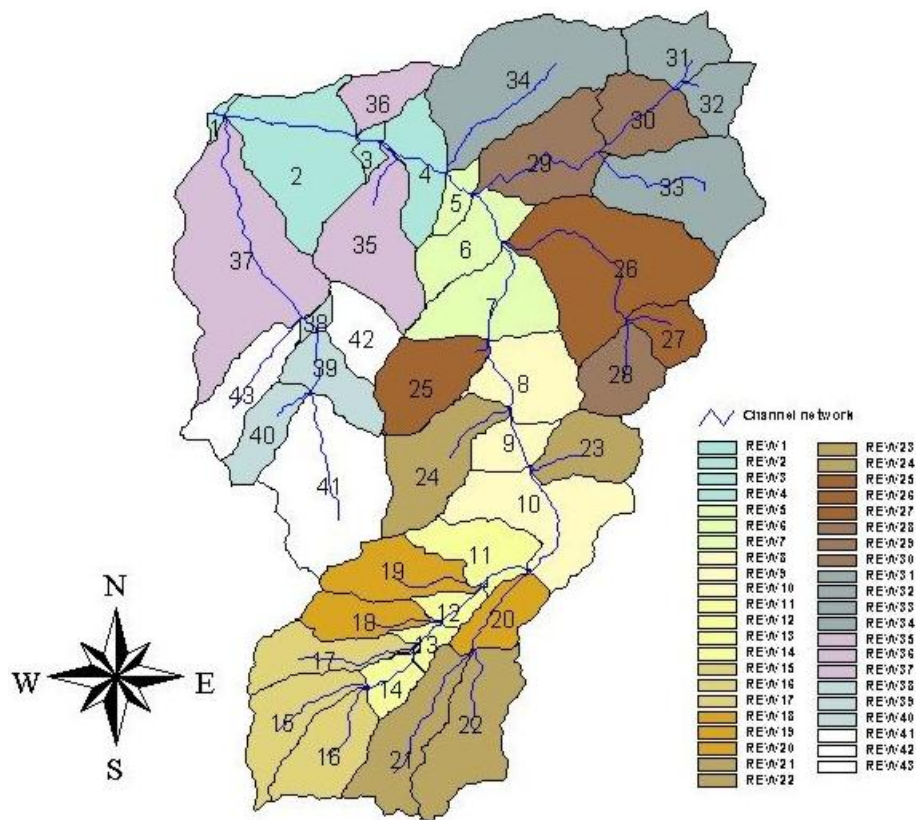 31
34
32
36
30
1
3
29
2
4
33
5
35
6
37
26
7
38
42
27
39
28
8
25
43
40
9
23
24
41
10
11
19
12
20
18
13
17
14
22
15
16
21
N
W
E
S
Channel network
REW1
REW2
REW3
REW4
REW5
REW6
REW7
REW8
REW9
REW10
REW11
REW12
REW13
REW14
REW15
REW16
REW17
REW18
REW19
REW20
REW21
REW22
REW23
REW24
REW25
REW26
REW27
REW28
REW29
REW30
REW31
REW32
REW33
REW34
REW35
REW36
REW37
REW38
REW39
REW40
REW41
REW42
REW43